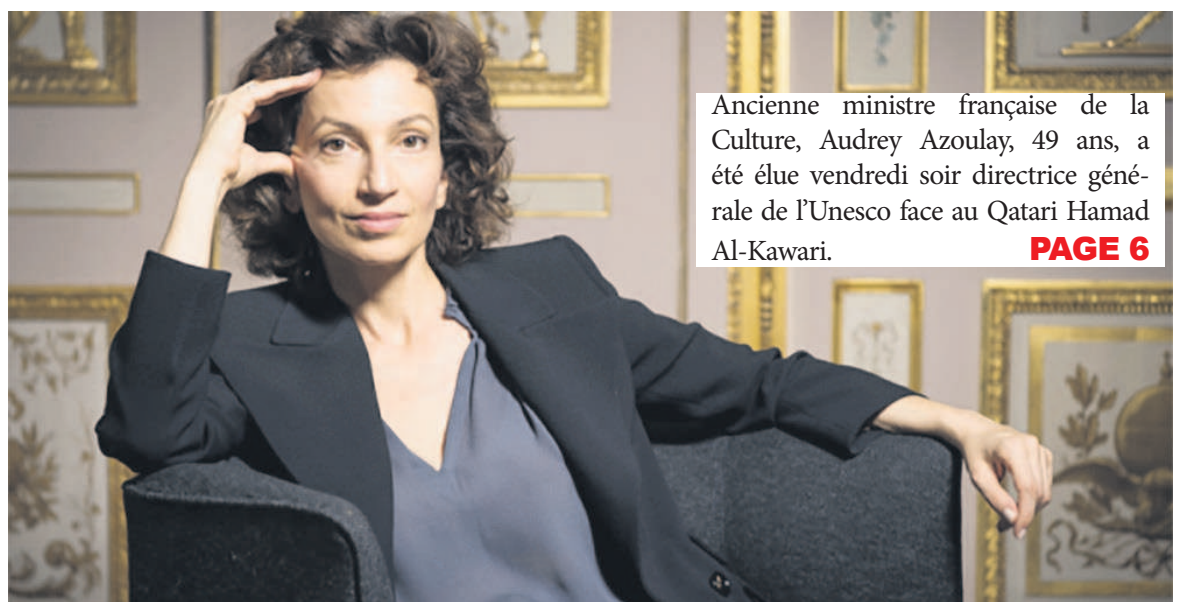 Ancienne ministre française de la
Culture, Audrey Azoulay, 49 ans, a
été élue vendredi soir directrice géné-
rale de l’Unesco face au Qatari Hamad
Al-Kawari. PAGE 6